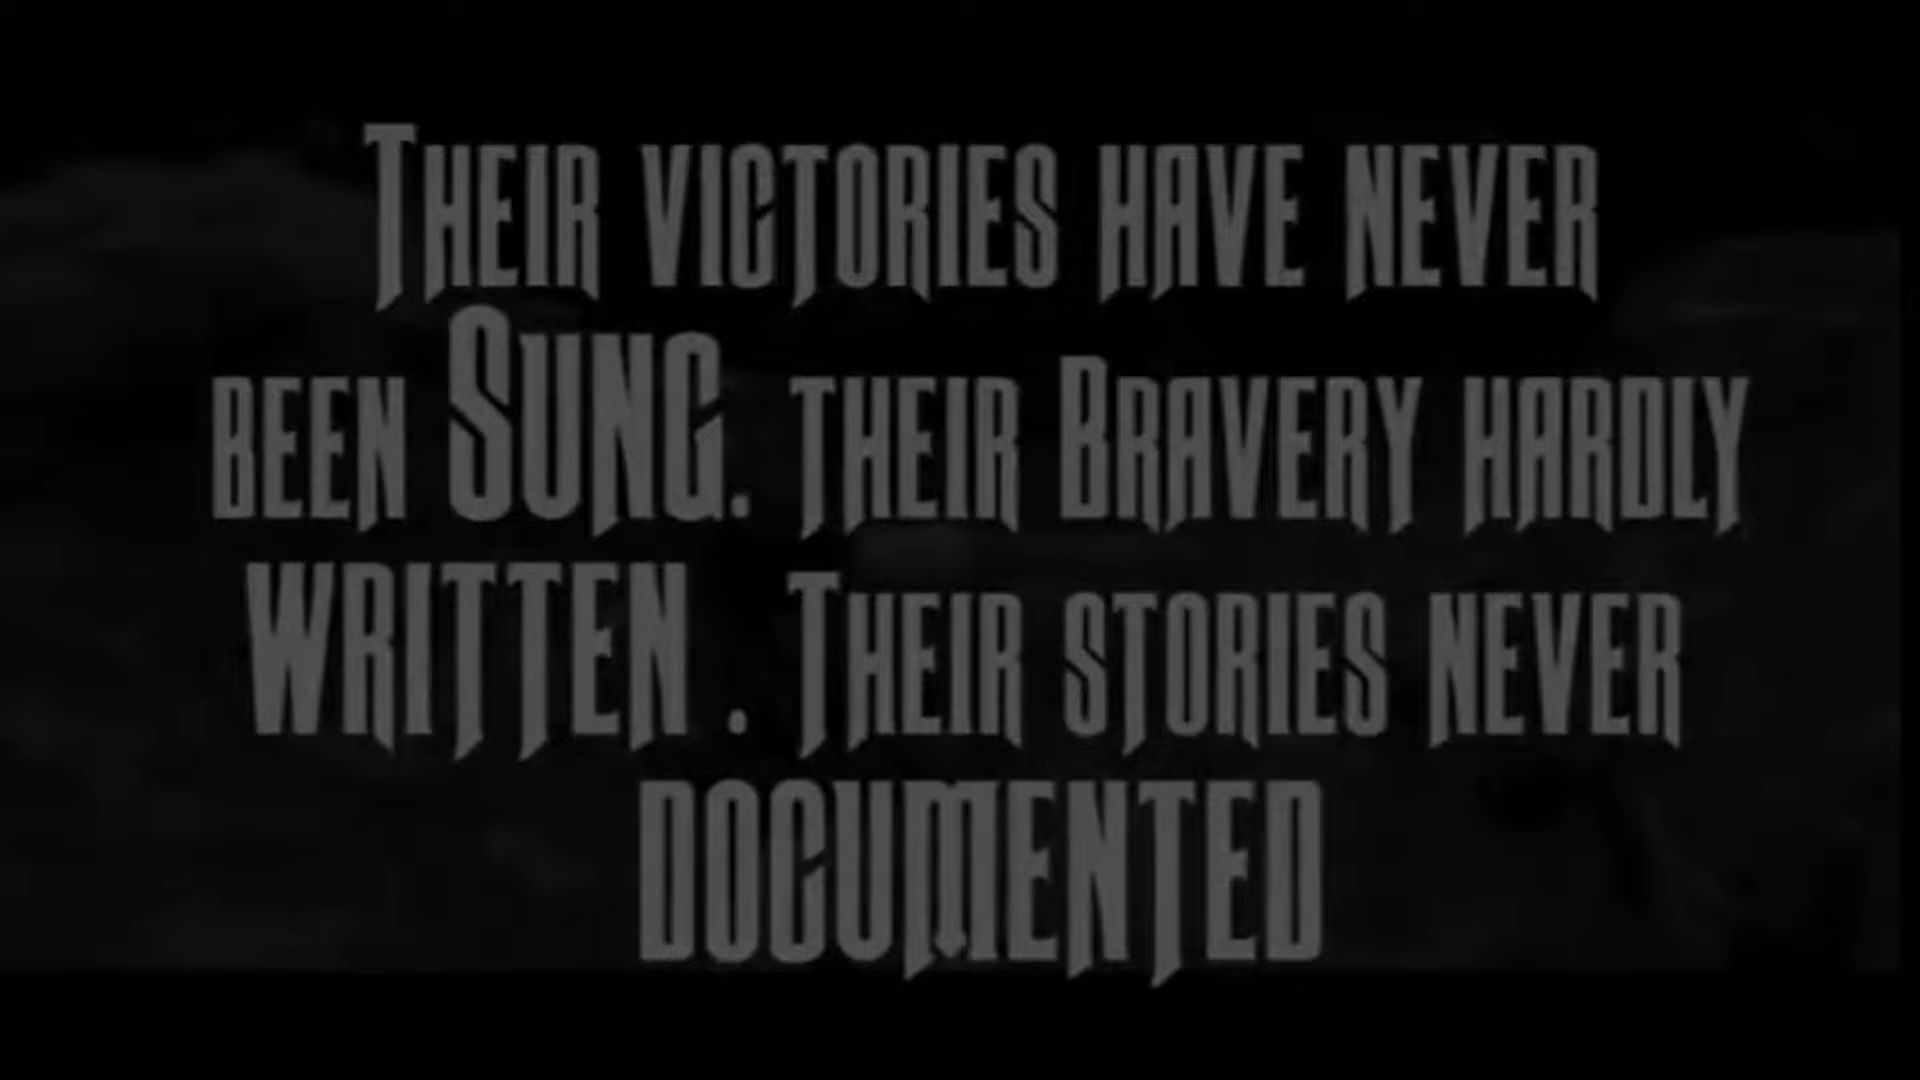 Their victories have never
been Sung. their Bravery hardly
written . Their stories never
documented